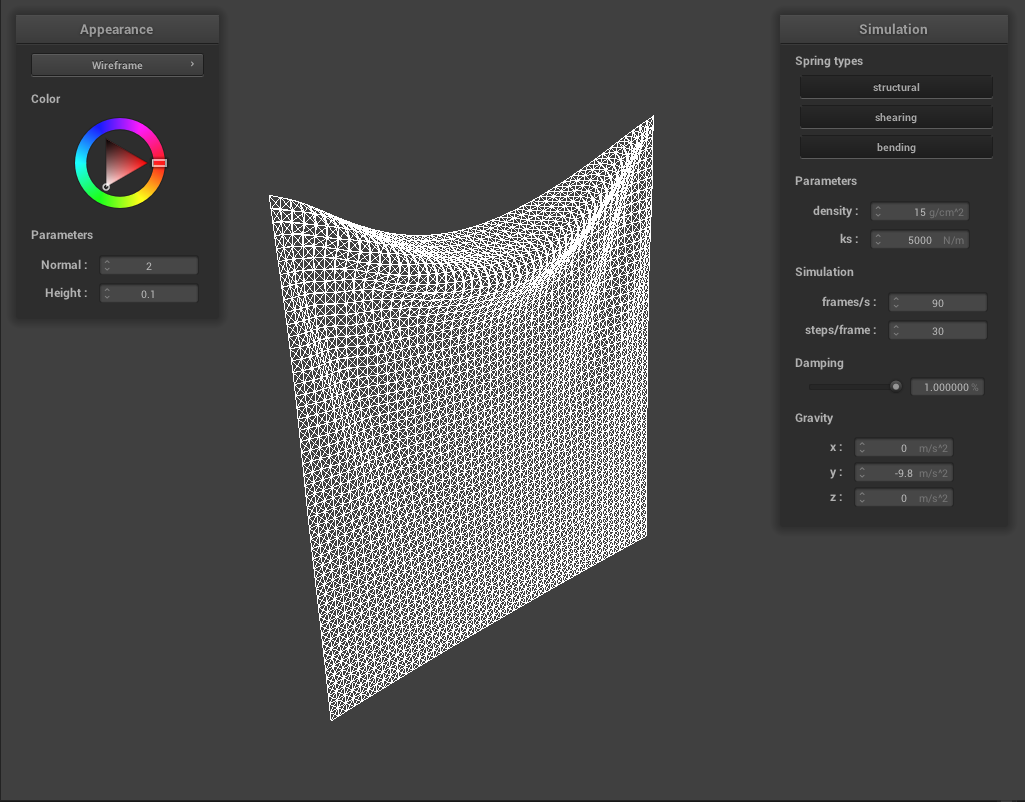 Appearance
Wireframe
Color
Parameters
Normal : 2
Height : 0.1
Simulation
Spring types
structural
shearing
bending
Parameters
density : 15 g/cm^2
ks : 5000 N/m
Simulation
frames/s : 90
steps/frame : 30
Damping
1.000000 %
Gravity
x : 0 m/s^2
y : -9.8 m/s^2
z : 0 m/s^2